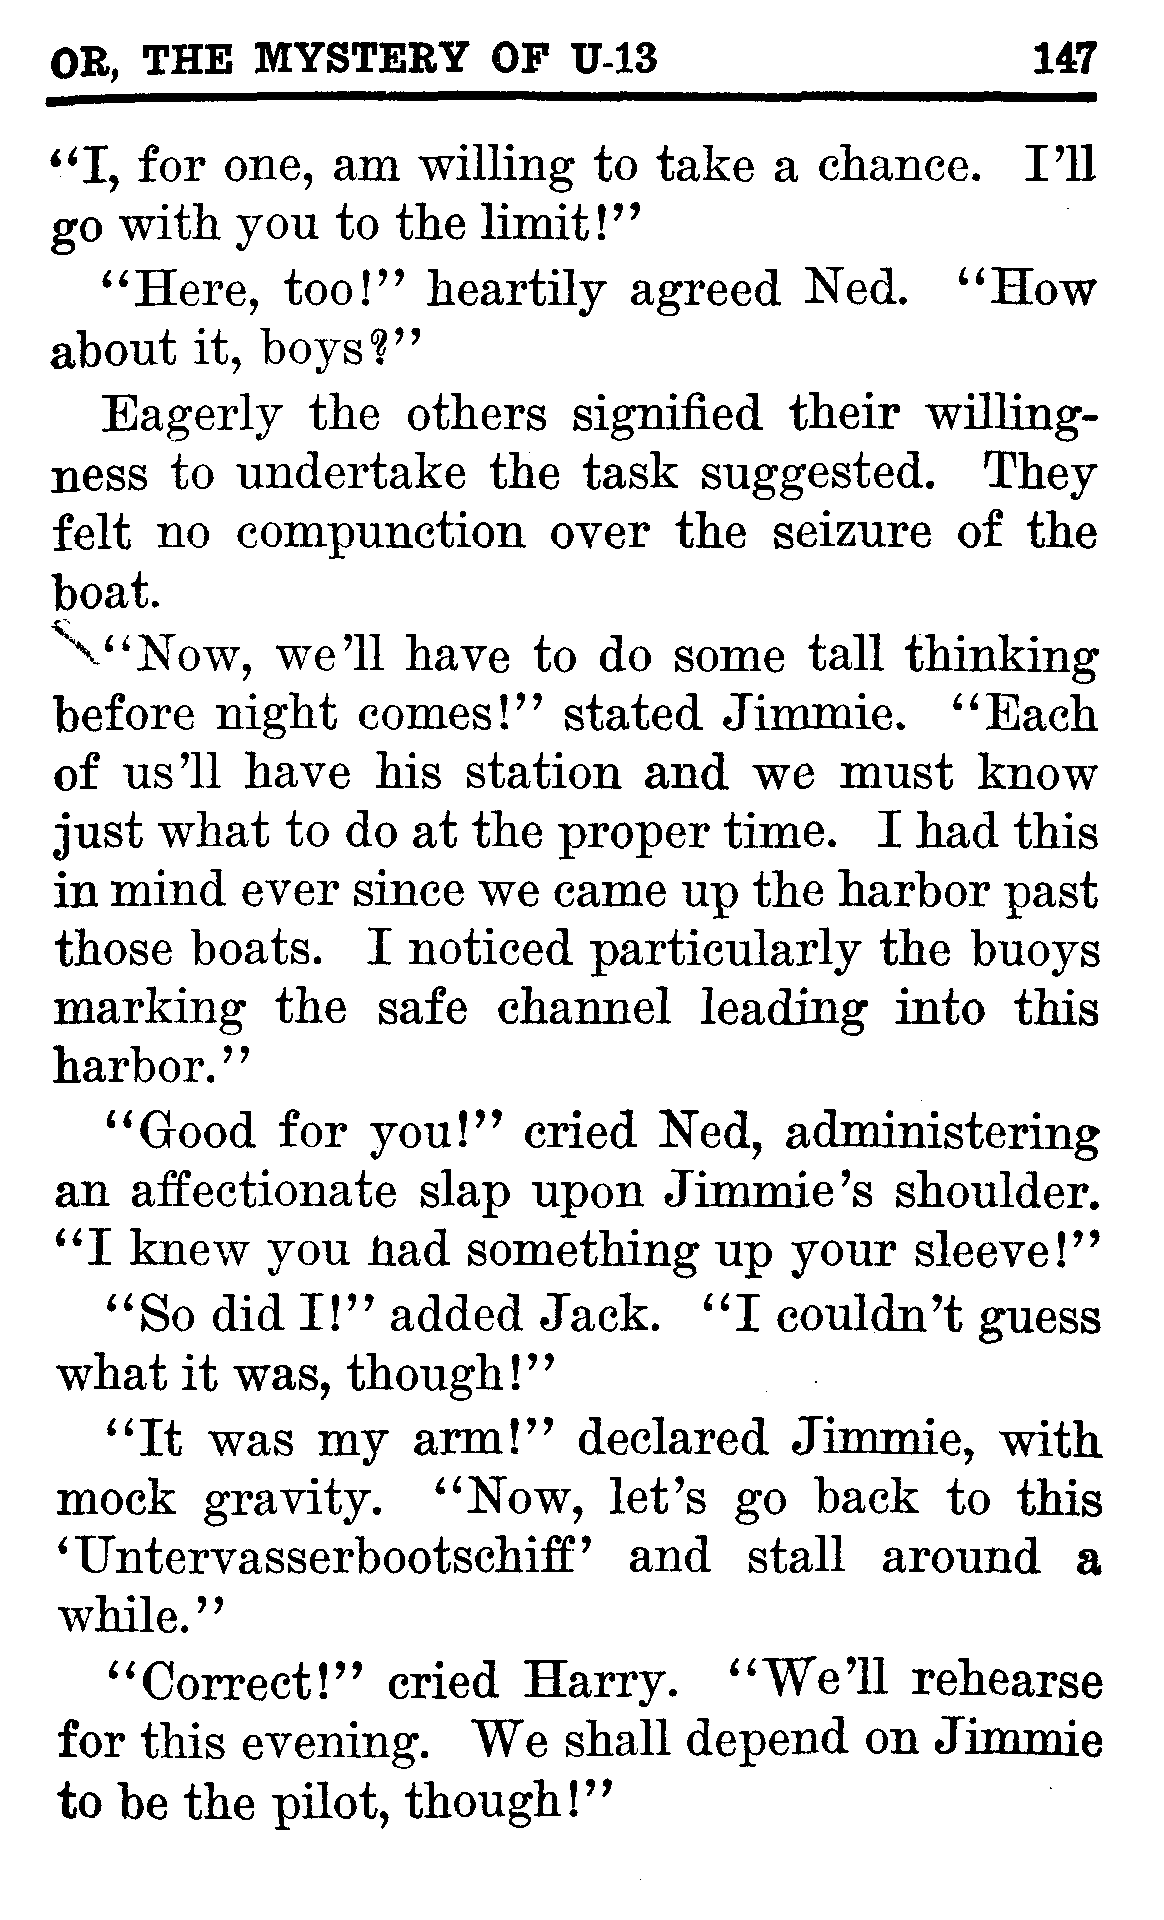 OR, THE MYSTERY OF U-13 147
"I, for one, am willing to take a chance. I'll
go with you to the limit!"
"Here, too!" heartily agreed Ned. "How
about it, boys?"
Eagerly the others signified their willing-
ness to undertake the task suggested. They
felt no compunction over the seizure of the
boat.
"Now, we'll have to do some tall thinking
before night comes!" stated Jimmie. "Each
of us'll have his station and we must know
just what to do at the proper time. I had this
in mind ever since we came up the harbor past
those boats. I noticed particularly the buoys
marking the safe channel leading into this
harbor."
"Good for you!" cried Ned, administering
an affectionate slap upon Jimmie's shoulder.
"I knew you had something up your sleeve!"
"So did I!" added Jack. "I couldn't guess
what it was, though!"
"It was my arm!" declared Jimmie, with
mock gravity. "Now, let's go back to this
'Untervasserbootschiff' and stall around a
while."
"Correct!" cried Harry. "We'll rehearse
for this evening. We shall depend on Jimmie
to be the pilot, though!"